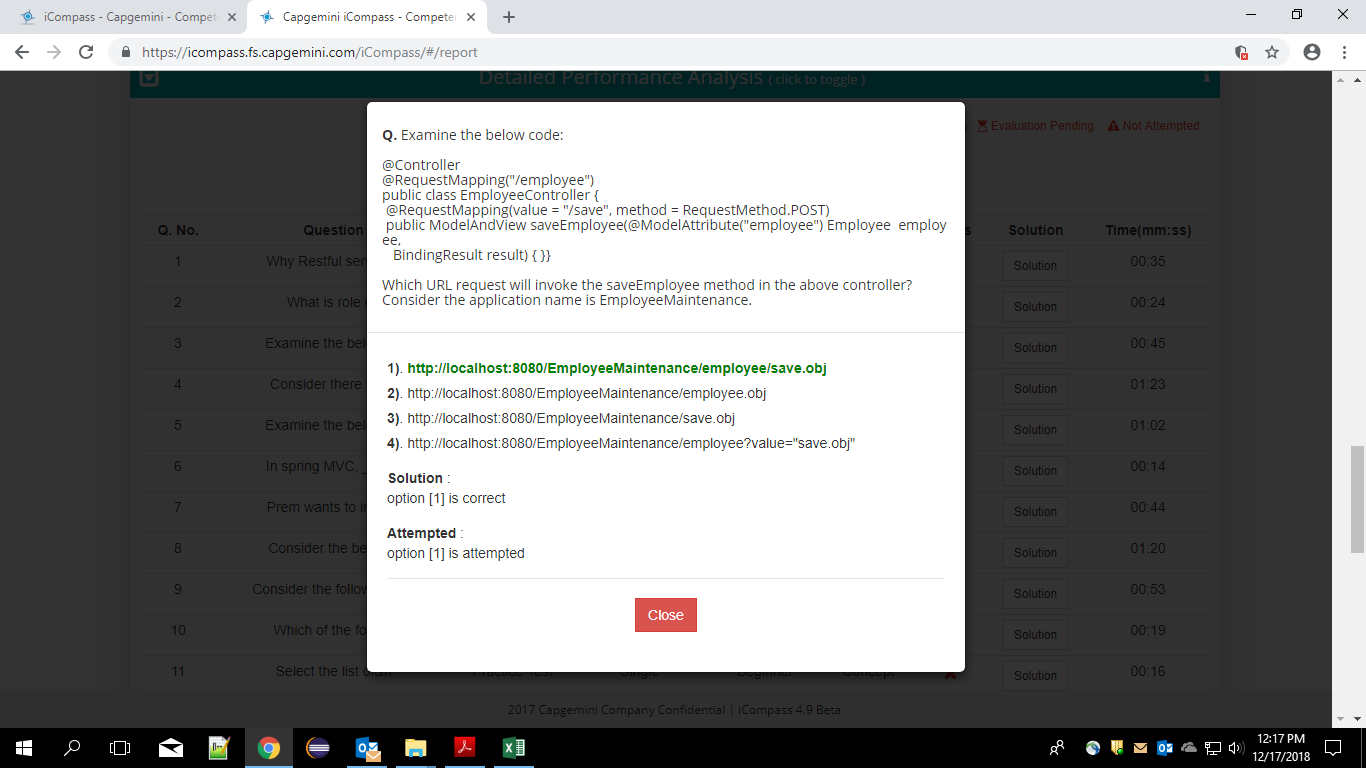 iCompass - Capgemini - Compet
Capgemini iCompass - Competen
https://icompass.fs.capgemini.com/iCompass/#/report
Detailed Performance Analysis ( click to toggle )
Evaluation Pending Not Attempted
Q. Examine the below code:
@Controller
@RequestMapping("/employee")
public class EmployeeController {
@RequestMapping(value = "/save", method = RequestMethod.POST)
public ModelAndView saveEmployee(@ModelAttribute("employee") Employee employ
ee,
BindingResult result) { }}
Which URL request will invoke the saveEmployee method in the above controller?
Consider the application name is EmployeeMaintenance.
1). http://localhost:8080/EmployeeMaintenance/employee/save.obj
2). http://localhost:8080/EmployeeMaintenance/employee.obj
3). http://localhost:8080/EmployeeMaintenance/save.obj
4). http://localhost:8080/EmployeeMaintenance/employee?value="save.obj"
Solution :
option [1] is correct
Attempted :
option [1] is attempted
Close
Q. No. Question s Solution Time(mm:ss)
1 Why Restful ser Solution 00:35
2 What is role Solution 00:24
3 Examine the bel Solution 00:45
4 Consider there Solution 01:23
5 Examine the bel Solution 01:02
6 In spring MVC, _ Solution 00:14
7 Prem wants to i Solution 00:44
8 Consider the be Solution 01:20
9 Consider the follow Solution 00:53
10 Which of the fo Solution 00:19
11 Select the list Practice Test Single Beginner Concept Solution 00:16
2017 Capgemini Company Confidential | iCompass 4.9 Beta
12:17 PM
12/17/2018